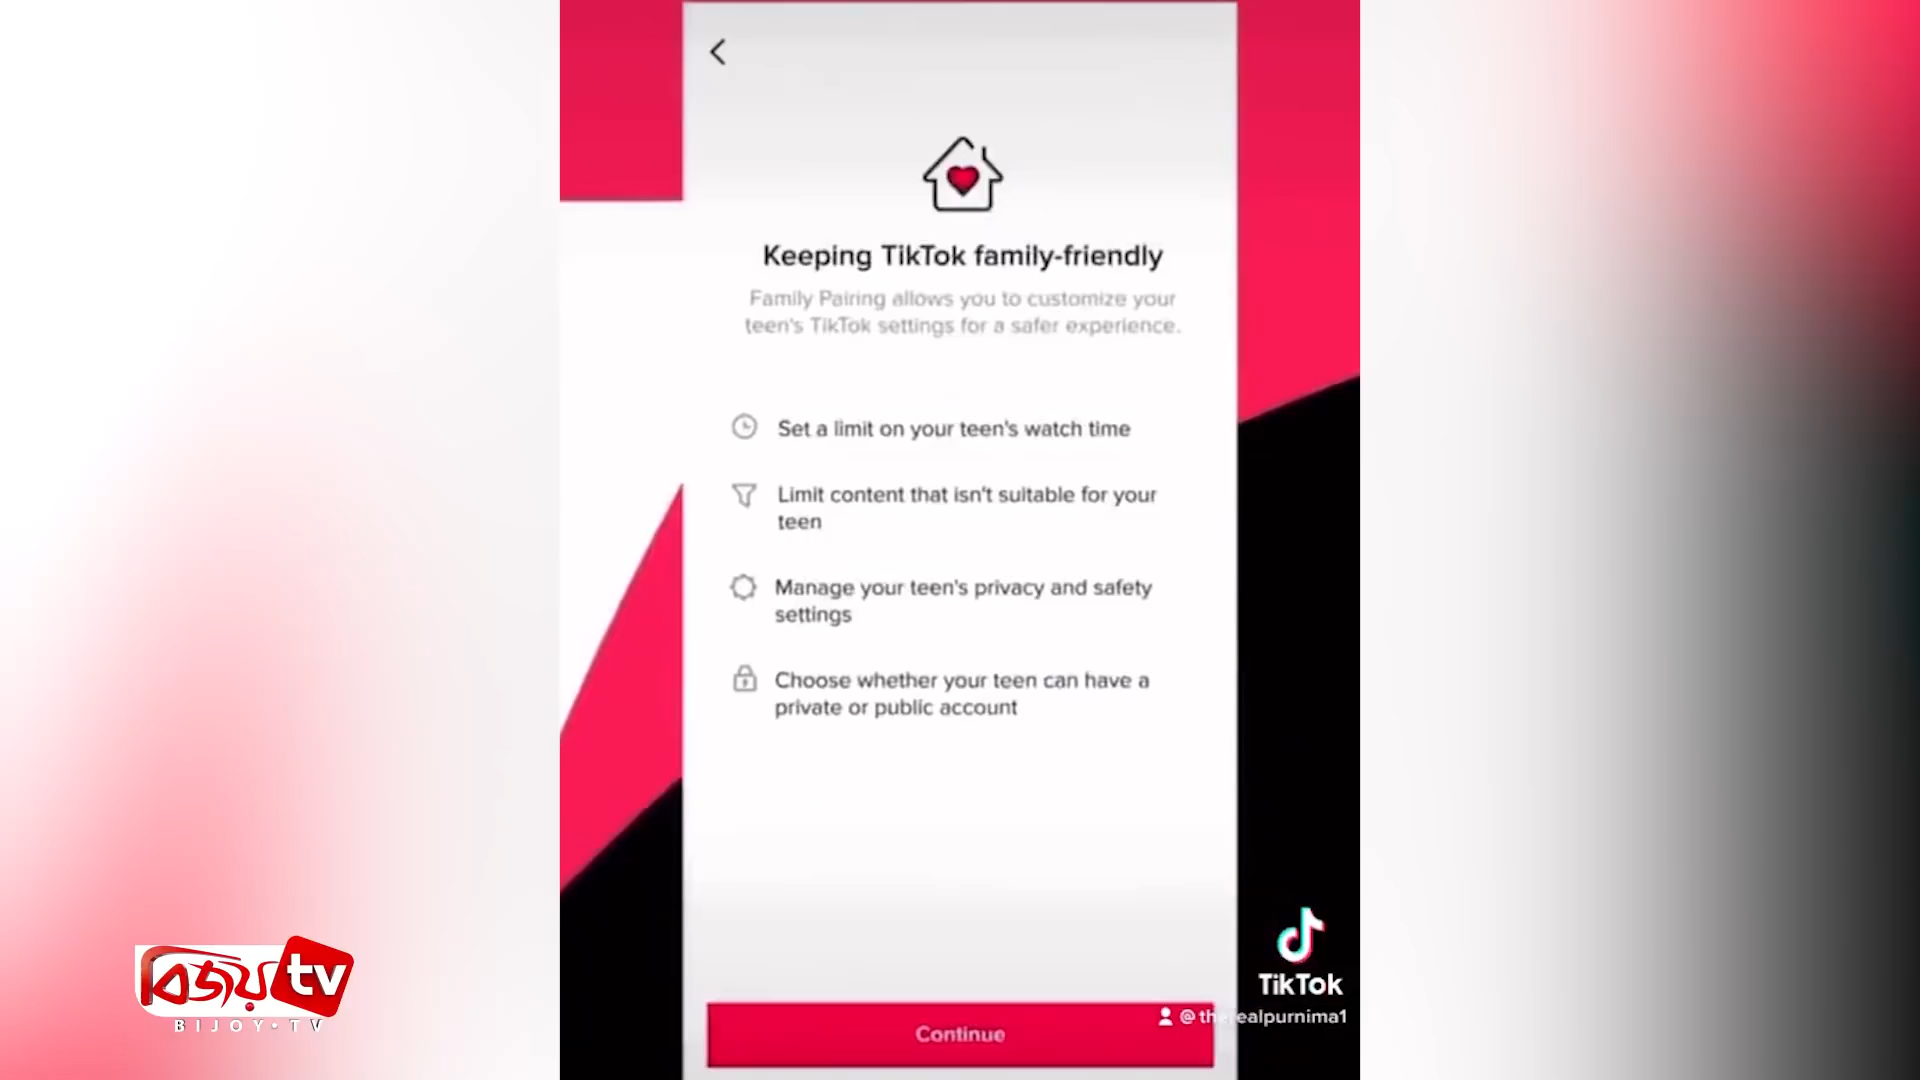 Keeping TikTok family-friendly
Family Pairing allows you to customize your
teen's TikTok settings for a safer experience.
Set a limit on your teen's watch time
Limit content that isn't suitable for your
teen
Manage your teen's privacy and safety
settings
Choose whether your teen can have a
private or public account
Continue
TikTok
@therealpurnima1
বিজয় tv
BIJOY•TV